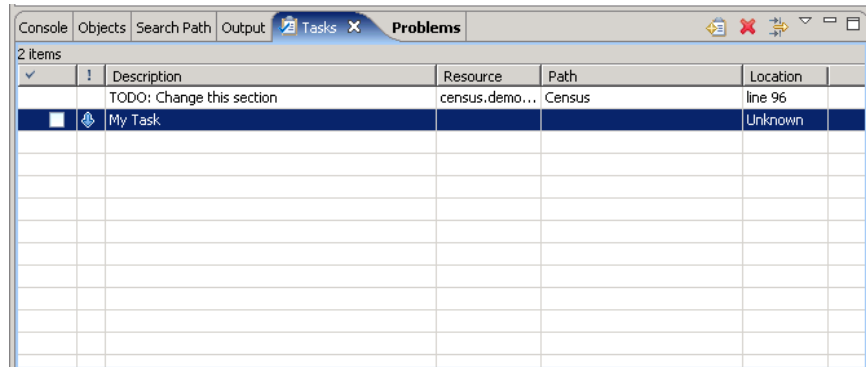 Console Objects Search Path Output Tasks X Problems
2 items
! Description Resource Path Location
TODO: Change this section census.demo... Census line 96
My Task Unknown